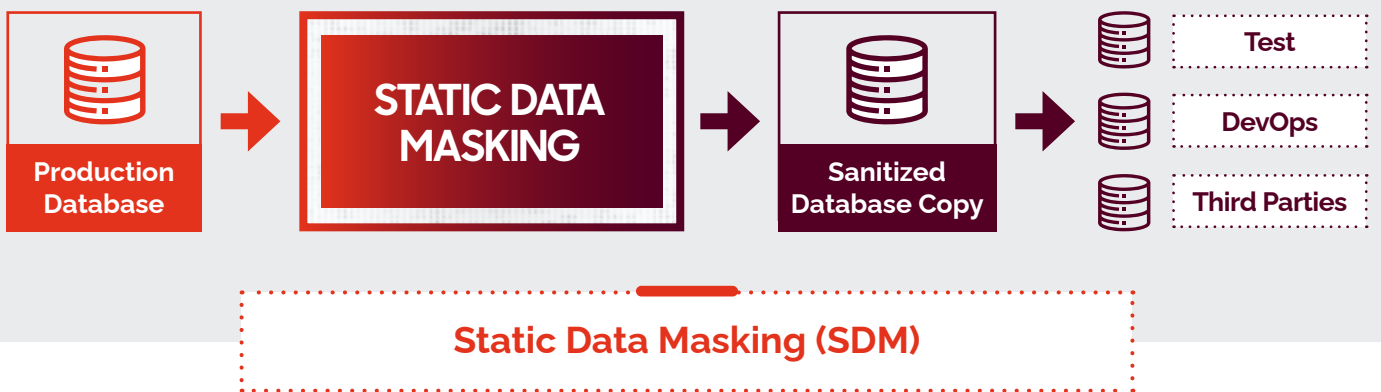 Production
Database
STATIC DATA
MASKING
Sanitized
Database Copy
Test
DevOps
Third Parties
Static Data Masking (SDM)